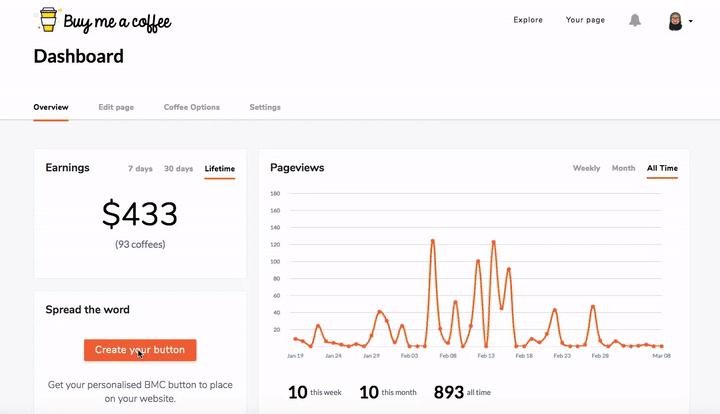 Buy me a coffee
Explore
Your page
Dashboard
Overview
Edit page
Coffee Options
Settings
Earnings
7 days
30 days
Lifetime
$433
(93 coffees)
Spread the word
Create your button
Get your personalised BMC button to place
on your website.
Pageviews
Weekly
Month
All Time
180
160
140
120
100
80
60
40
20
Jan 19
Jan 24
Jan 29
Feb 03
Feb 08
Feb 13
Feb 18
Feb 23
Feb 28
Mar 08
10 this week
10 this month
893 all time